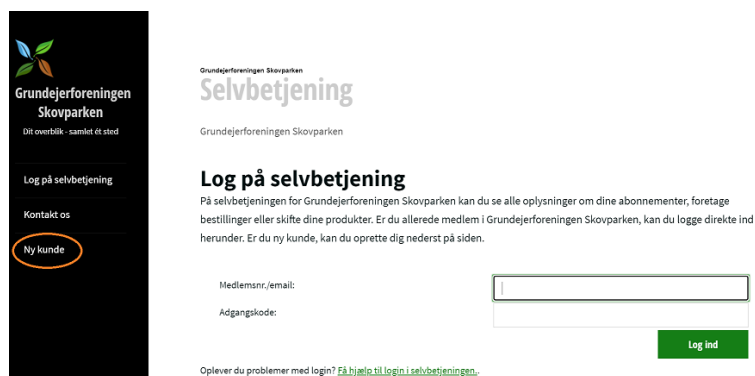 Grundejerforeningen
Skovparken
Dit overblik - samlet ét sted
Log på selvbetjening
Kontakt os
Ny kunde
Grundejerforeningen Skovparken
Selvbetjening
Grundejerforeningen Skovparken
Log på selvbetjening
På selvbetjeningen for Grundejerforeningen Skovparken kan du se alle oplysninger om dine abonnementer, foretage
bestillinger eller skifte dine produkter. Er du allerede medlem i Grundejerforeningen Skovparken, kan du logge direkte ind
herunder. Er du ny kunde, kan du oprette dig nederst på siden.
Medlemsnr./email:
Adgangskode:
Log ind
Oplever du problemer med login? Få hjælp til login i selvbetjeningen..